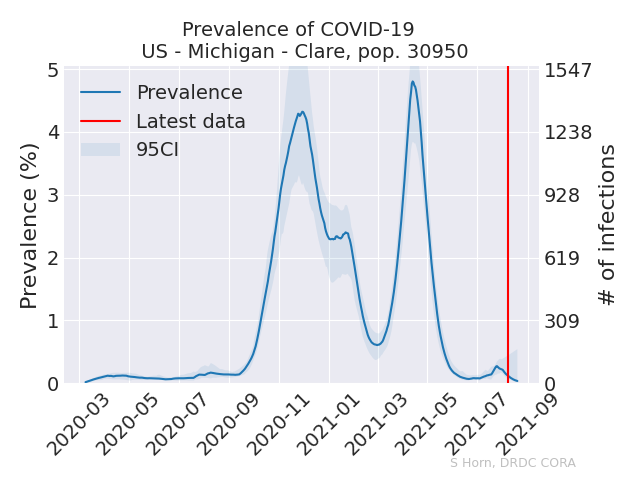 Prevalence of COVID-19
US - Michigan - Clare, pop. 30950
Prevalence
Latest data
95CI
Prevalence (%)
5
4
3
2
1
0
1547
1238
928
619
309
0
# of infections
2020-03
2020-05
2020-07
2020-09
2020-11
2021-01
2021-03
2021-05
2021-07
2021-09
S Horn, DRDC CORA